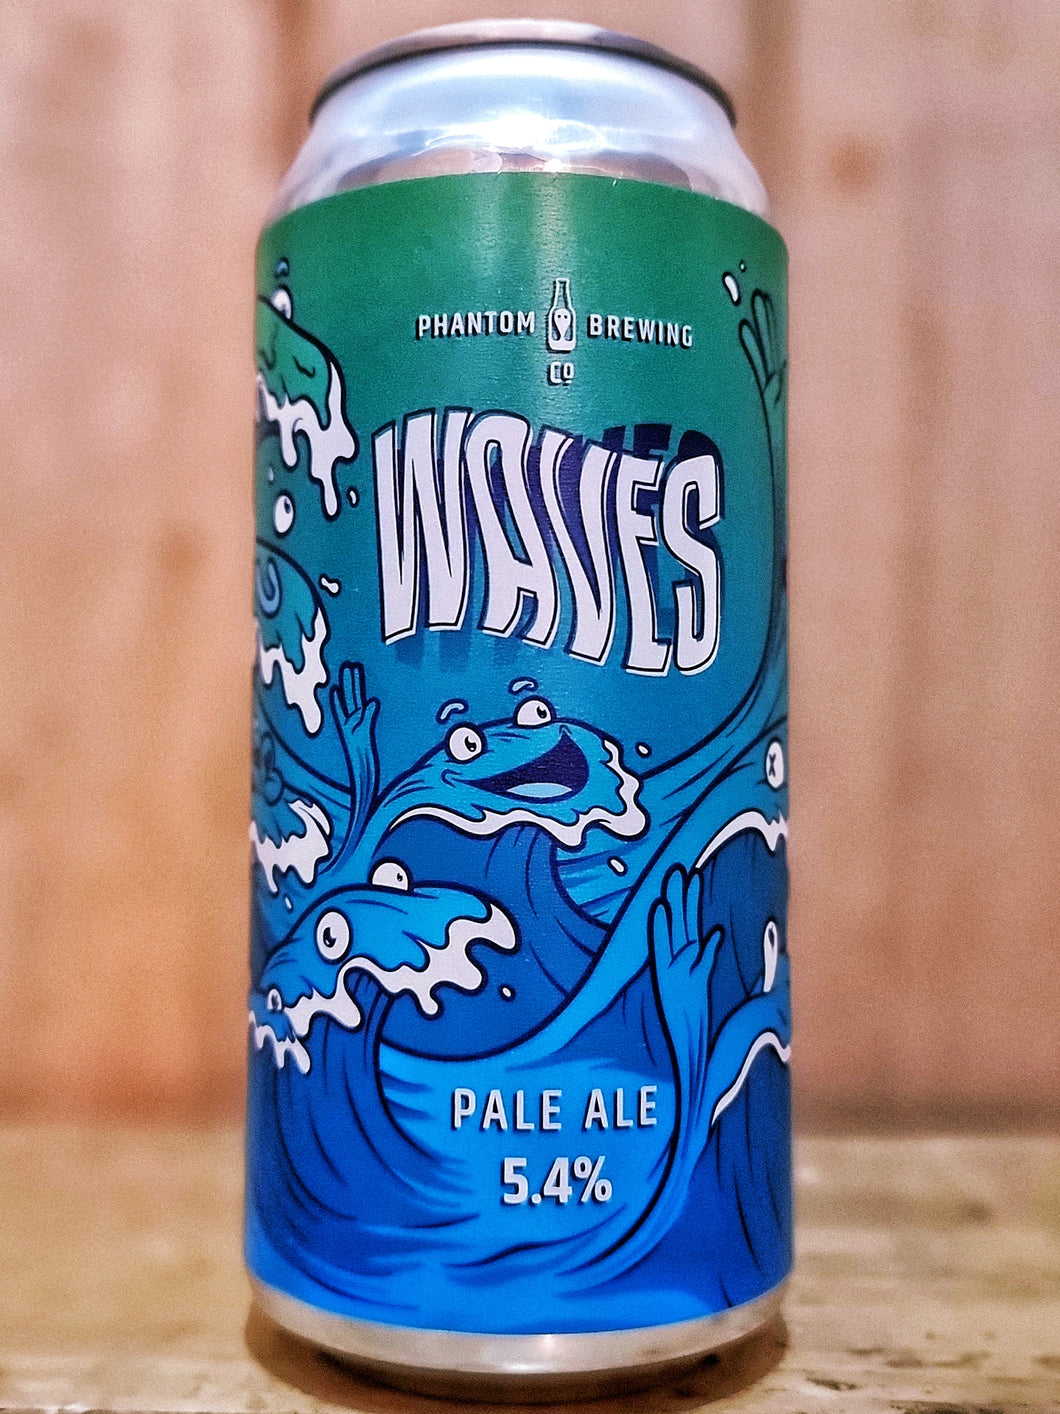 PHANTOM BREWING
CO
WAVES
PALE ALE
5.4%